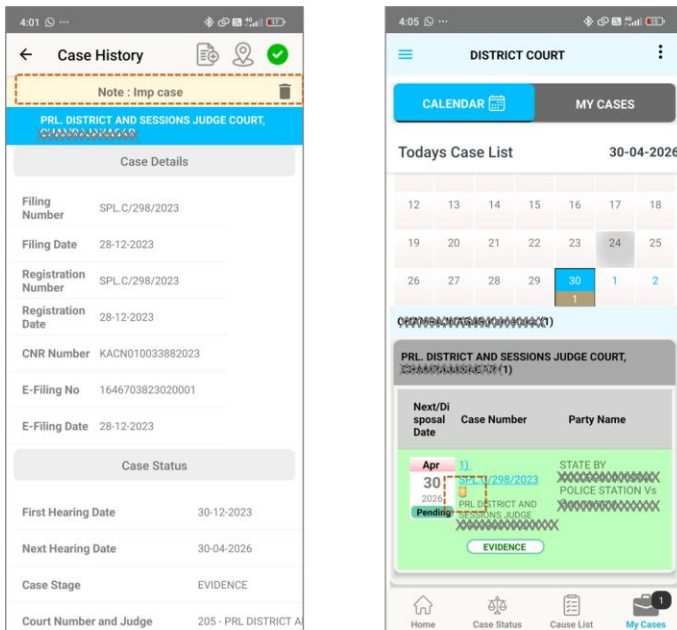 4:01
Case History
Note : Imp case
PRL. DISTRICT AND SESSIONS JUDGE COURT,
Case Details
Filing Number SPL.C/298/2023
Filing Date 28-12-2023
Registration Number SPL.C/298/2023
Registration Date 28-12-2023
CNR Number KACN010033882023
E-Filing No 1646703823020001
E-Filing Date 28-12-2023
Case Status
First Hearing Date 30-12-2023
Next Hearing Date 30-04-2026
Case Stage EVIDENCE
Court Number and Judge 205 - PRL DISTRICT A
4:05
DISTRICT COURT
CALENDAR MY CASES
Todays Case List 30-04-2026
12 13 14 15 16 17 18
19 20 21 22 23 24 25
26 27 28 29 30 1 2
1
(1)
PRL. DISTRICT AND SESSIONS JUDGE COURT,
(1)
Next/Di
sposal
Date
Case Number
Party Name
Apr
30
2026
Pending
1)
SPL.C/298/2023
PRL DISTRICT AND
SESSIONS JUDGE
STATE BY
POLICE STATION Vs
EVIDENCE
1
Home Case Status Cause List My Cases